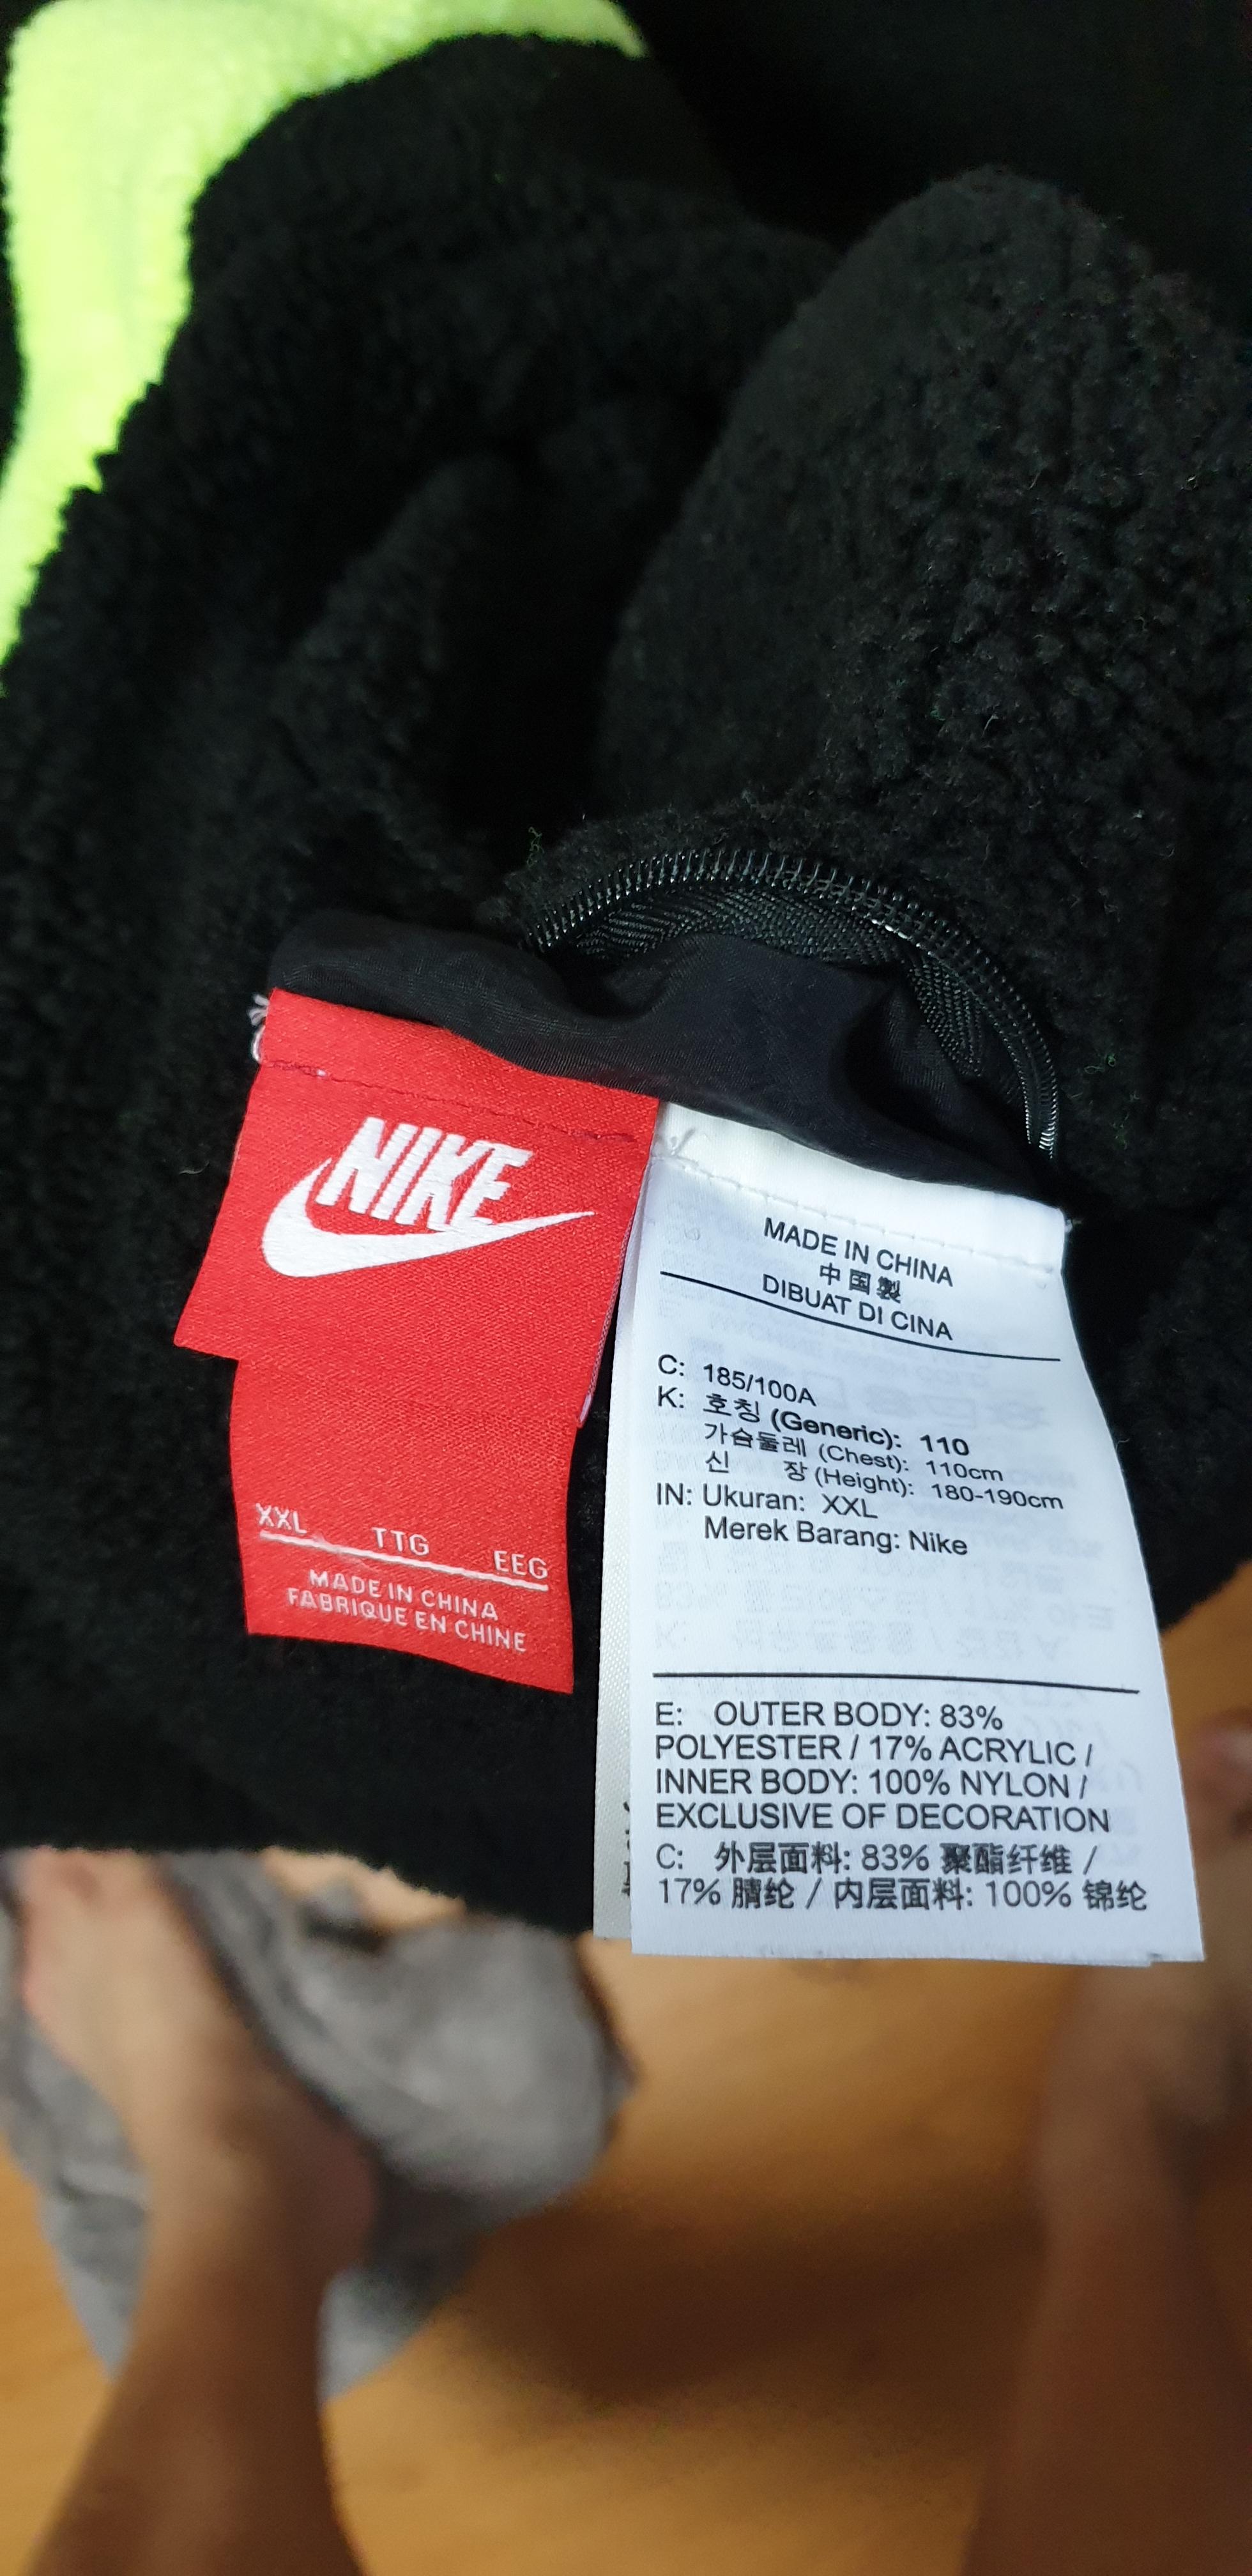 NIKE
XXL TTG EEG
MADE IN CHINA
FABRIQUE EN CHINE
MADE IN CHINA
中国製
DIBUAT DI CINA
C: 185/100A
K: 호칭 (Generic): 110
가슴둘레 (Chest): 110cm
신 장 (Height): 180-190cm
IN: Ukuran: XXL
Merek Barang: Nike
E: OUTER BODY: 83%
POLYESTER / 17% ACRYLIC /
INNER BODY: 100% NYLON /
EXCLUSIVE OF DECORATION
C: 外层面料: 83% 聚酯纤维 /
17% 腈纶 / 内层面料: 100% 锦纶